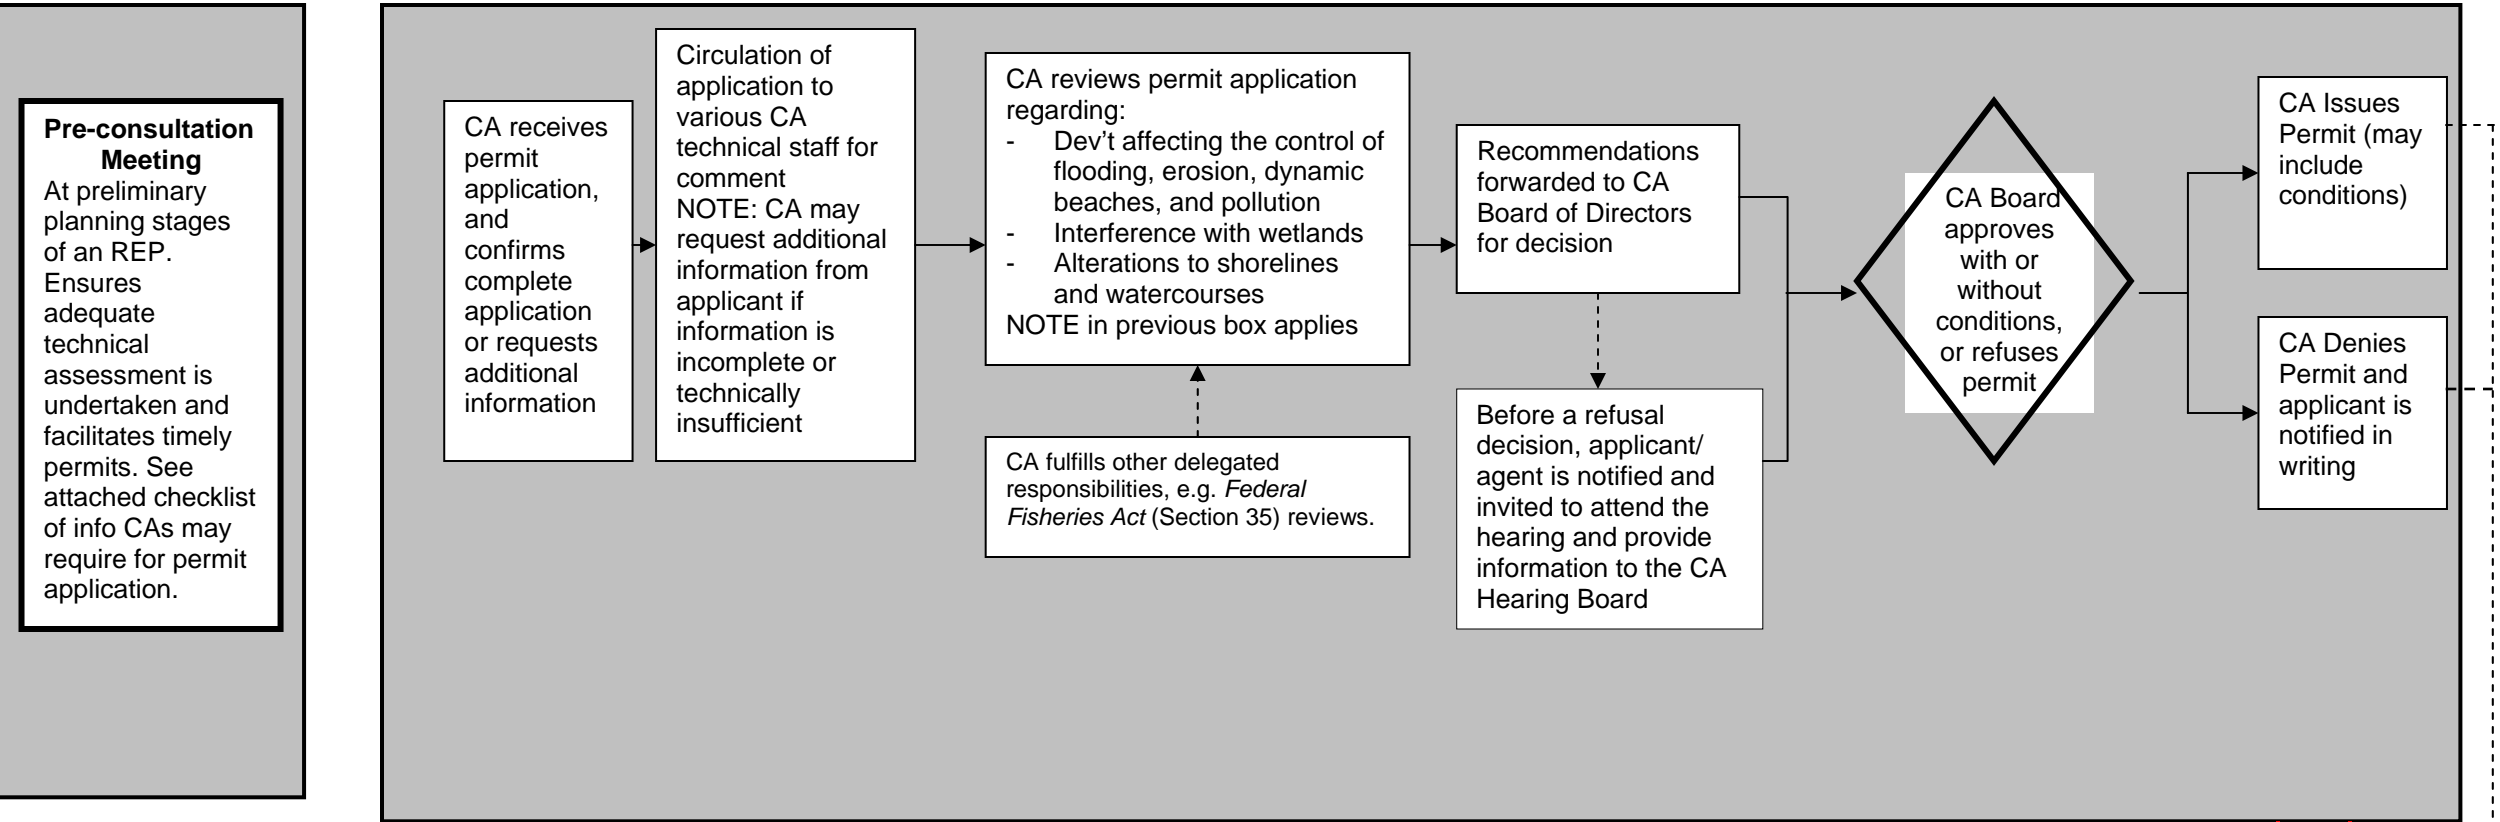 Pre-consultation
Meeting
At preliminary
planning stages
of an REP.
Ensures
adequate
technical
assessment is
undertaken and
facilitates timely
permits. See
attached checklist
of info CAs may
require for permit
application.
CA receives
permit
application,
and
confirms
complete
application
or requests
additional
information
Circulation of
application to
various CA
technical staff for
comment
NOTE: CA may
request additional
information from
applicant if
information is
incomplete or
technically
insufficient
CA reviews permit application
regarding:
- Dev’t affecting the control of
flooding, erosion, dynamic
beaches, and pollution
- Interference with wetlands
- Alterations to shorelines
and watercourses
NOTE in previous box applies
CA fulfills other delegated
responsibilities, e.g. Federal
Fisheries Act (Section 35) reviews.
Recommendations
forwarded to CA
Board of Directors
for decision
Before a refusal
decision, applicant/
agent is notified and
invited to attend the
hearing and provide
information to the CA
Hearing Board
CA Board
approves
with or
without
conditions,
or refuses
permit
CA Issues
Permit (may
include
conditions)
CA Denies
Permit and
applicant is
notified in
writing